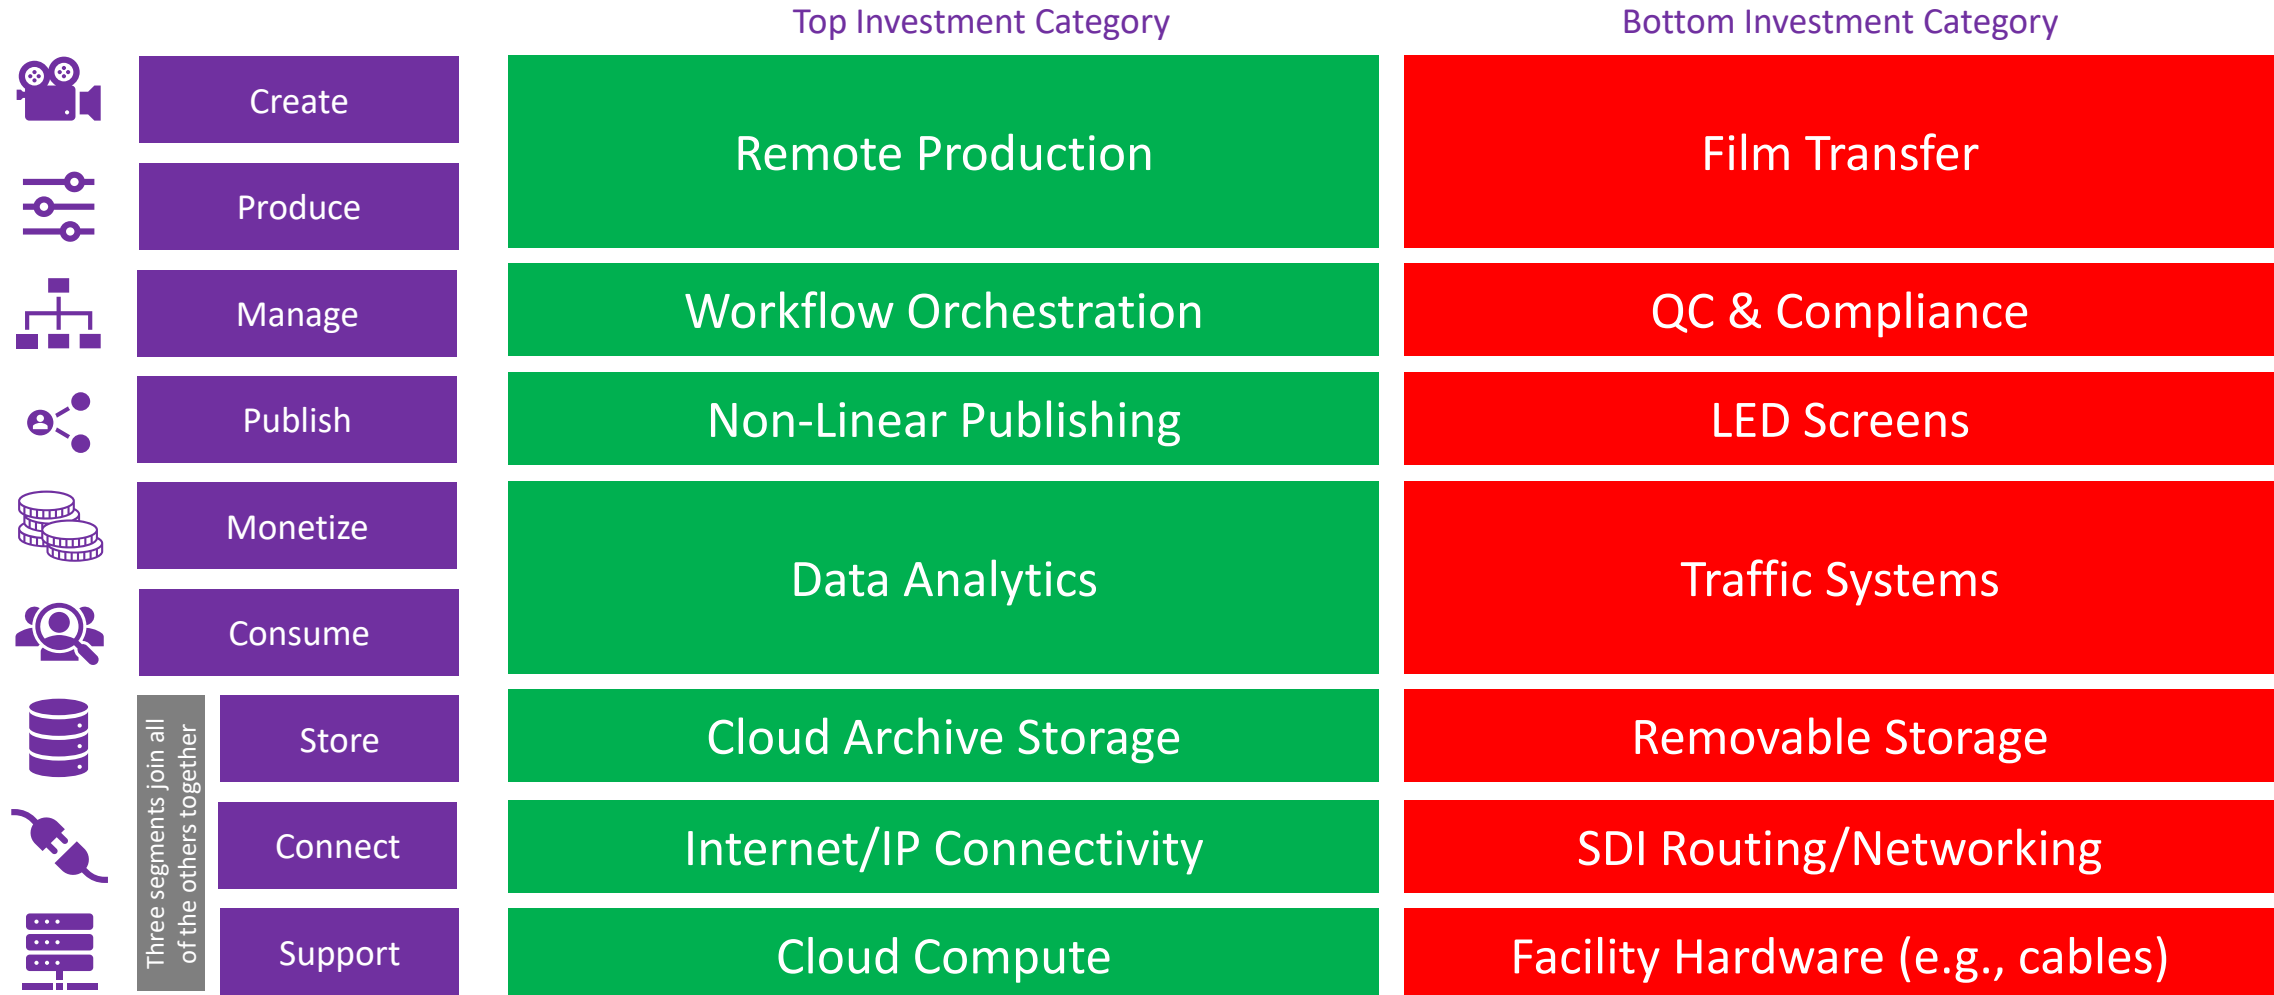 Top Investment Category
Bottom Investment Category
Create
Remote Production
Film Transfer
Produce
Manage
Workflow Orchestration
QC & Compliance
Publish
Non-Linear Publishing
LED Screens
Monetize
Data Analytics
Traffic Systems
Consume
Three segments join all
of the others together
Store
Cloud Archive Storage
Removable Storage
Connect
Internet/IP Connectivity
SDI Routing/Networking
Support
Cloud Compute
Facility Hardware (e.g., cables)